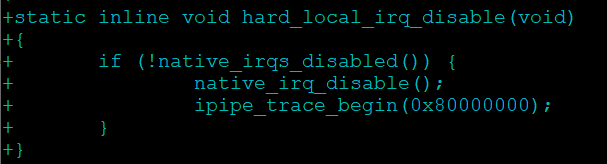 +static inline void hard_local_irq_disable(void)
+{
+       if (!native_irqs_disabled()) {
+               native_irq_disable();
+               ipipe_trace_begin(0x80000000);
+       }
+}